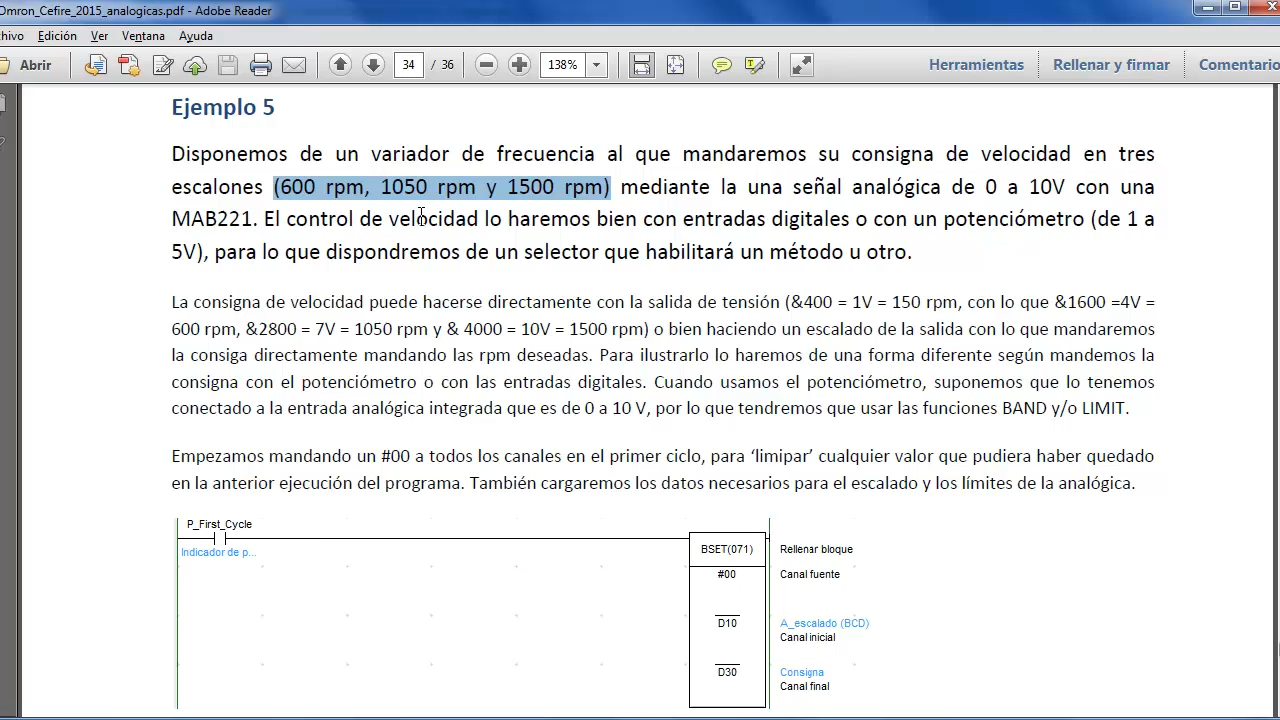 Omron_Cefire_2015_analogicas.pdf - Adobe Reader
Edición Ver Ventana Ayuda
Abrir 34 / 36 138% Herramientas Rellenar y firmar Comentario
Ejemplo 5
Disponemos de un variador de frecuencia al que mandaremos su consigna de velocidad en tres
escalones (600 rpm, 1050 rpm y 1500 rpm) mediante la una señal analógica de 0 a 10V con una
MAB221. El control de velocidad lo haremos bien con entradas digitales o con un potenciómetro (de 1 a
5V), para lo que dispondremos de un selector que habilitará un método u otro.
La consigna de velocidad puede hacerse directamente con la salida de tensión (&400 = 1V = 150 rpm, con lo que &1600 =4V =
600 rpm, &2800 = 7V = 1050 rpm y & 4000 = 10V = 1500 rpm) o bien haciendo un escalado de la salida con lo que mandaremos
la consiga directamente mandando las rpm deseadas. Para ilustrarlo lo haremos de una forma diferente según mandemos la
consigna con el potenciómetro o con las entradas digitales. Cuando usamos el potenciómetro, suponemos que lo tenemos
conectado a la entrada analógica integrada que es de 0 a 10 V, por lo que tendremos que usar las funciones BAND y/o LIMIT.
Empezamos mandando un #00 a todos los canales en el primer ciclo, para ‘limipar’ cualquier valor que pudiera haber quedado
en la anterior ejecución del programa. También cargaremos los datos necesarios para el escalado y los límites de la analógica.
P_First_Cycle
Indicador de p...
BSET(071) Rellenar bloque
#00 Canal fuente
D10 A_escalado (BCD)
Canal inicial
D30 Consigna
Canal final